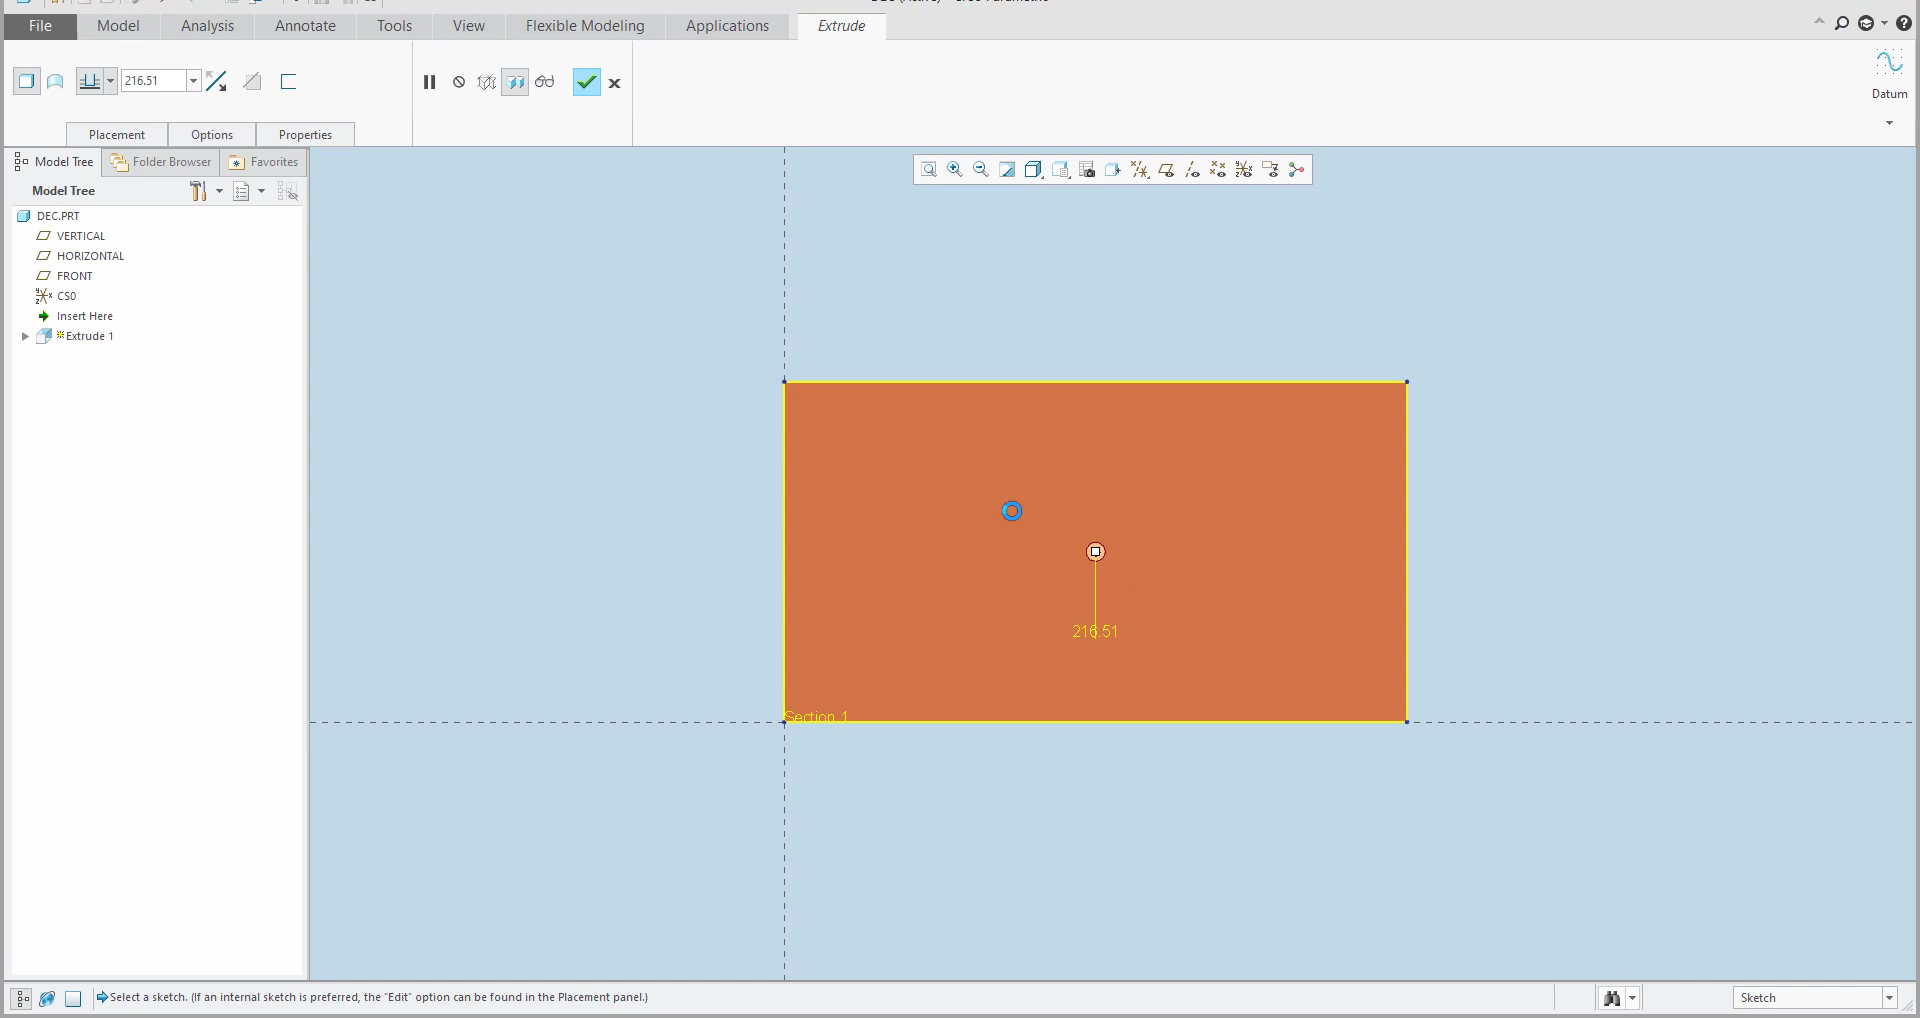 File Model Analysis Annotate Tools View Flexible Modeling Applications Extrude
216.51
Datum
Placement Options Properties
Model Tree Folder Browser Favorites
Model Tree
DEC.PRT
VERTICAL
HORIZONTAL
FRONT
CS0
Insert Here
Extrude 1
216.51
Section 1
Select a sketch. (If an internal sketch is preferred, the "Edit" option can be found in the Placement panel.)
Sketch